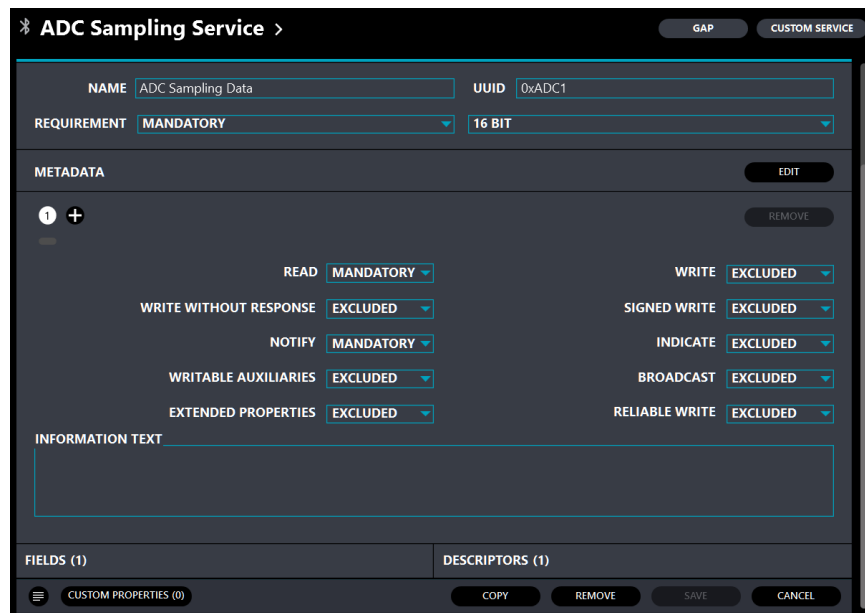 ADC Sampling Service >
GAP
CUSTOM SERVICE
NAME ADC Sampling Data UUID 0xADC1
REQUIREMENT MANDATORY 16 BIT
METADATA EDIT
1 REMOVE
READ MANDATORY WRITE EXCLUDED
WRITE WITHOUT RESPONSE EXCLUDED SIGNED WRITE EXCLUDED
NOTIFY MANDATORY INDICATE EXCLUDED
WRITABLE AUXILIARIES EXCLUDED BROADCAST EXCLUDED
EXTENDED PROPERTIES EXCLUDED RELIABLE WRITE EXCLUDED
INFORMATION TEXT
FIELDS (1) DESCRIPTORS (1)
CUSTOM PROPERTIES (0) COPY REMOVE SAVE CANCEL